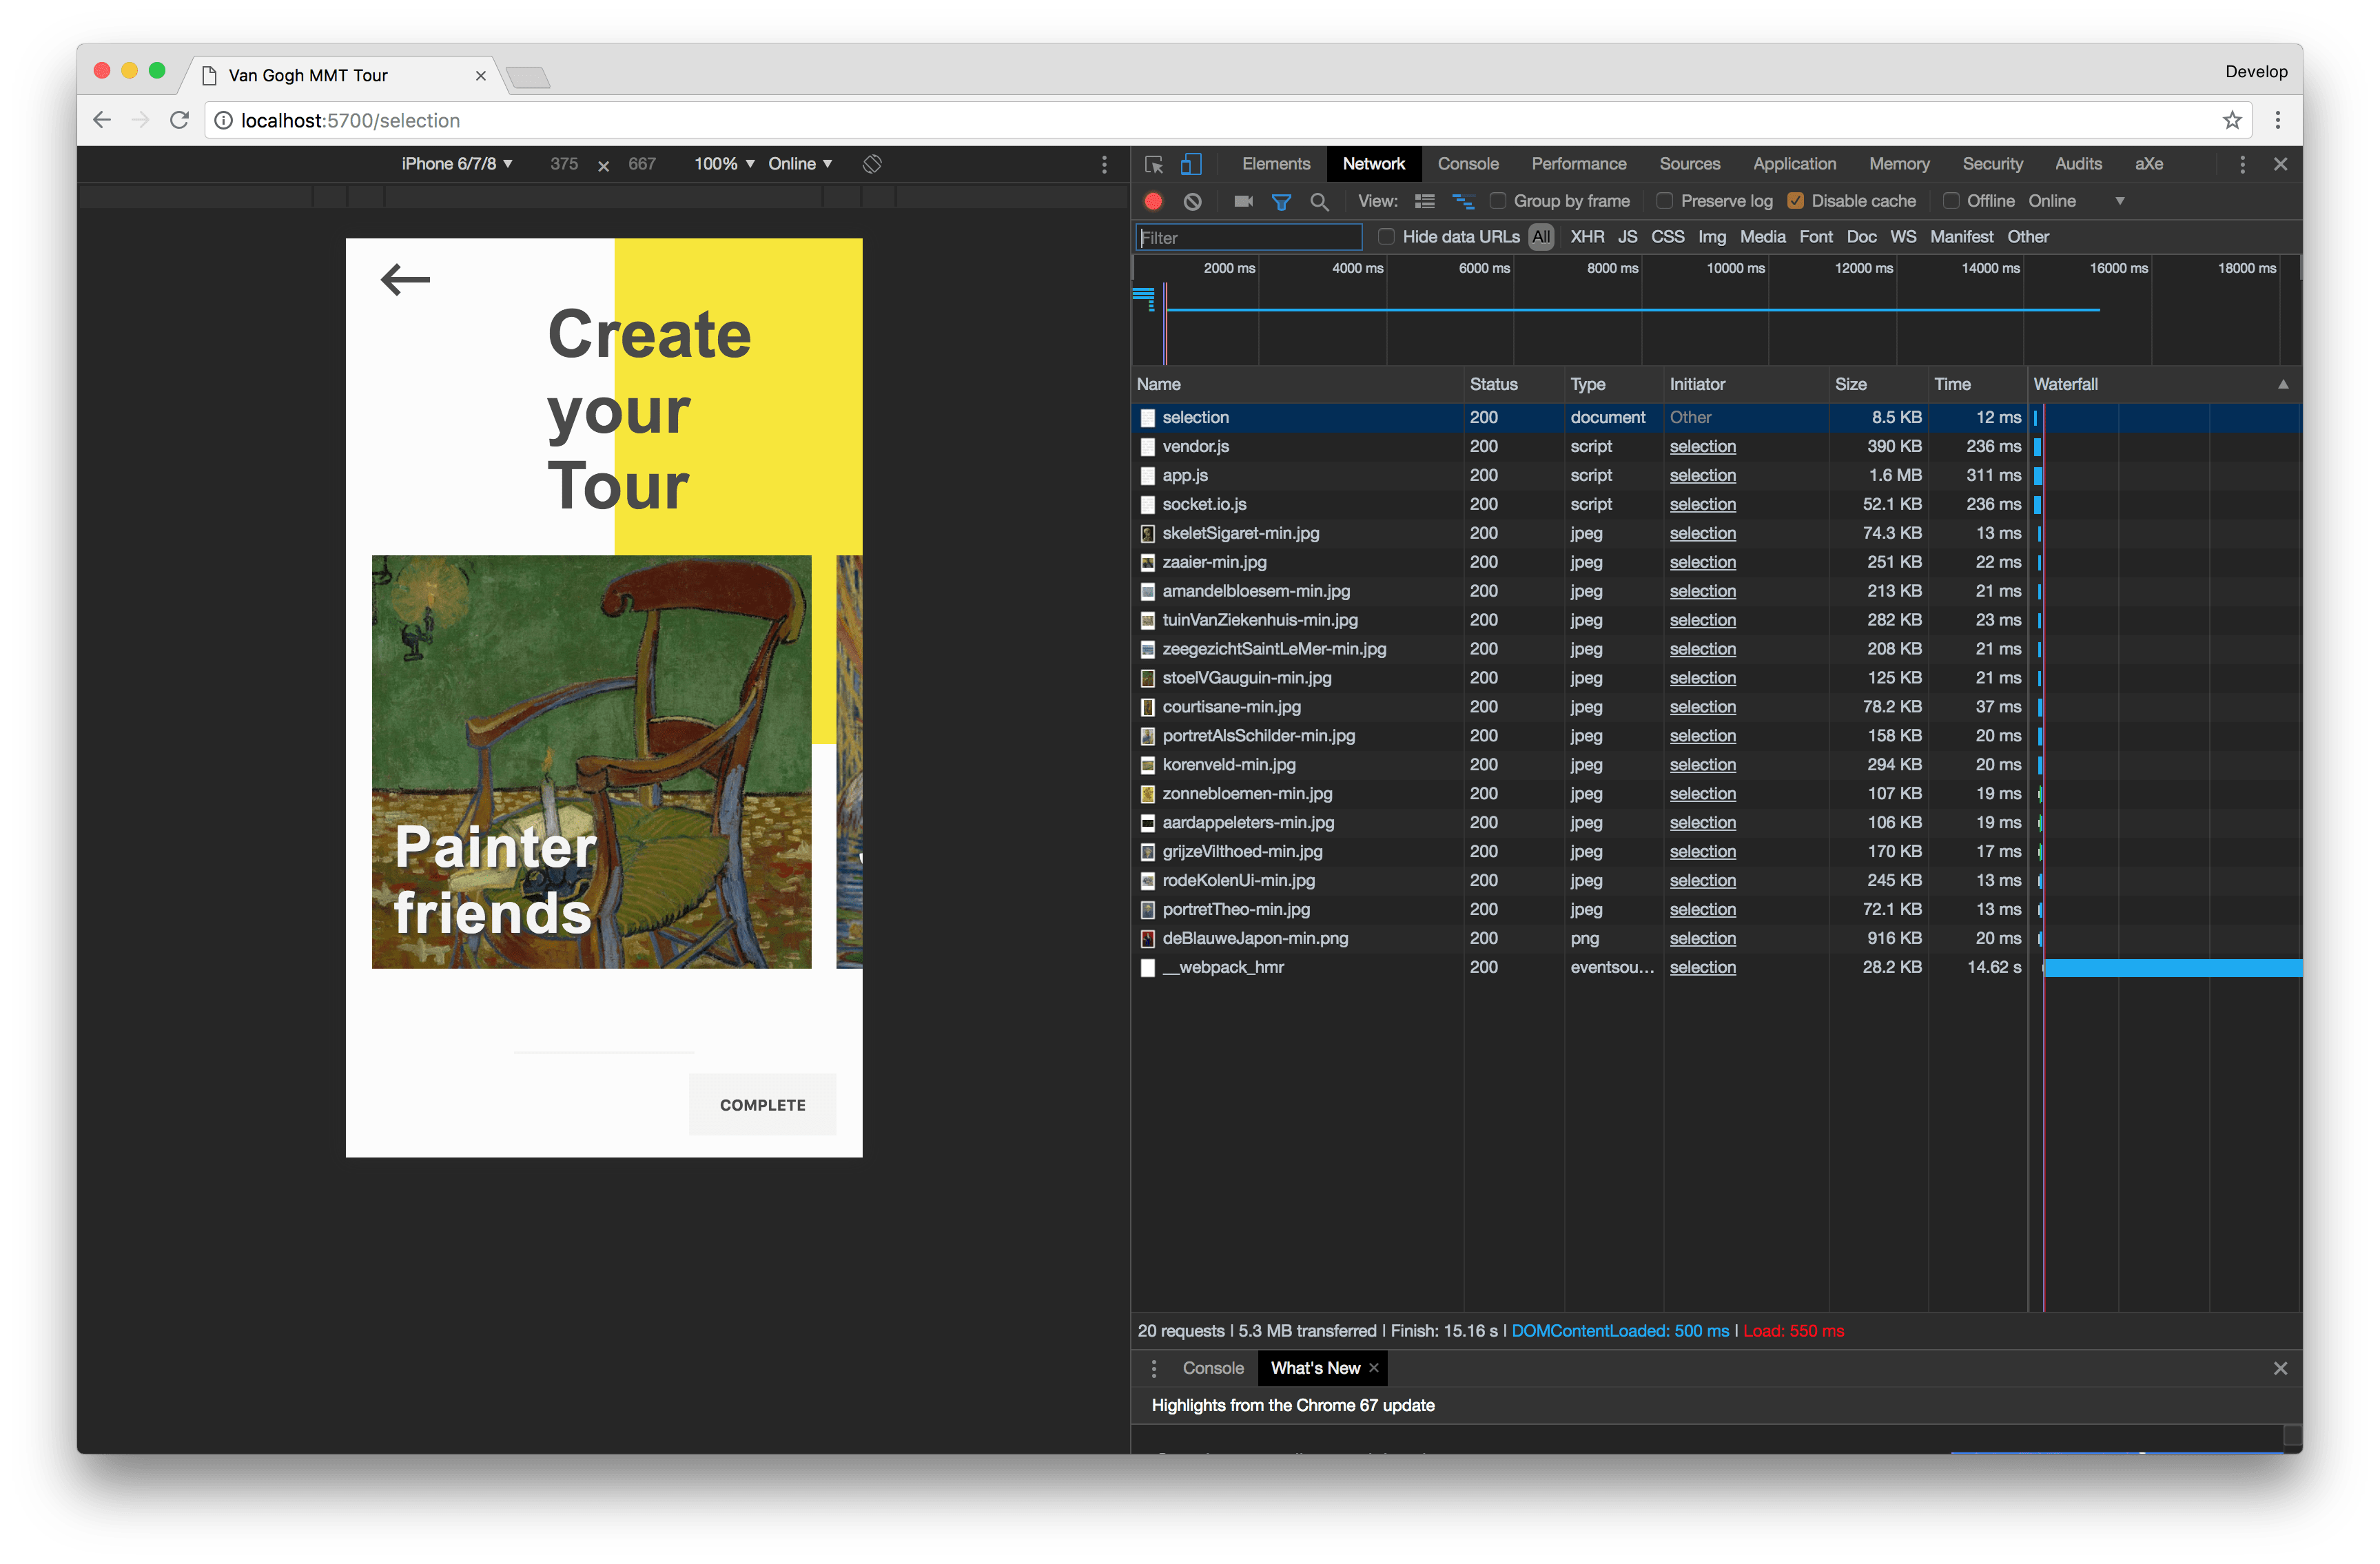 Van Gogh MMT Tour
Develop
localhost:5700/selection
iPhone 6/7/8 375 × 667 100% Online
Elements Network Console Performance Sources Application Memory Security Audits aXe
View: Group by frame Preserve log Disable cache Offline Online
Filter Hide data URLs All XHR JS CSS Img Media Font Doc WS Manifest Other
2000 ms 4000 ms 6000 ms 8000 ms 10000 ms 12000 ms 14000 ms 16000 ms 18000 ms
Create
your
Tour
Painter
friends
COMPLETE
Name Status Type Initiator Size Time Waterfall
selection 200 document Other 8.5 KB 12 ms
vendor.js 200 script selection 390 KB 236 ms
app.js 200 script selection 1.6 MB 311 ms
socket.io.js 200 script selection 52.1 KB 236 ms
skeletSigaret-min.jpg 200 jpeg selection 74.3 KB 13 ms
zaaier-min.jpg 200 jpeg selection 251 KB 22 ms
amandelbloesem-min.jpg 200 jpeg selection 213 KB 21 ms
tuinVanZiekenhuis-min.jpg 200 jpeg selection 282 KB 23 ms
zeegezichtSaintLeMer-min.jpg 200 jpeg selection 208 KB 21 ms
stoelVGauguin-min.jpg 200 jpeg selection 125 KB 21 ms
courtisane-min.jpg 200 jpeg selection 78.2 KB 37 ms
portretAlsSchilder-min.jpg 200 jpeg selection 158 KB 20 ms
korenveld-min.jpg 200 jpeg selection 294 KB 20 ms
zonnebloemen-min.jpg 200 jpeg selection 107 KB 19 ms
aardappeleters-min.jpg 200 jpeg selection 106 KB 19 ms
grijzeVilthoed-min.jpg 200 jpeg selection 170 KB 17 ms
rodeKolenUi-min.jpg 200 jpeg selection 245 KB 13 ms
portretTheo-min.jpg 200 jpeg selection 72.1 KB 13 ms
deBlauweJapon-min.png 200 png selection 916 KB 20 ms
__webpack_hmr 200 eventsou... selection 28.2 KB 14.62 s
20 requests | 5.3 MB transferred | Finish: 15.16 s | DOMContentLoaded: 500 ms | Load: 550 ms
Console What's New
Highlights from the Chrome 67 update